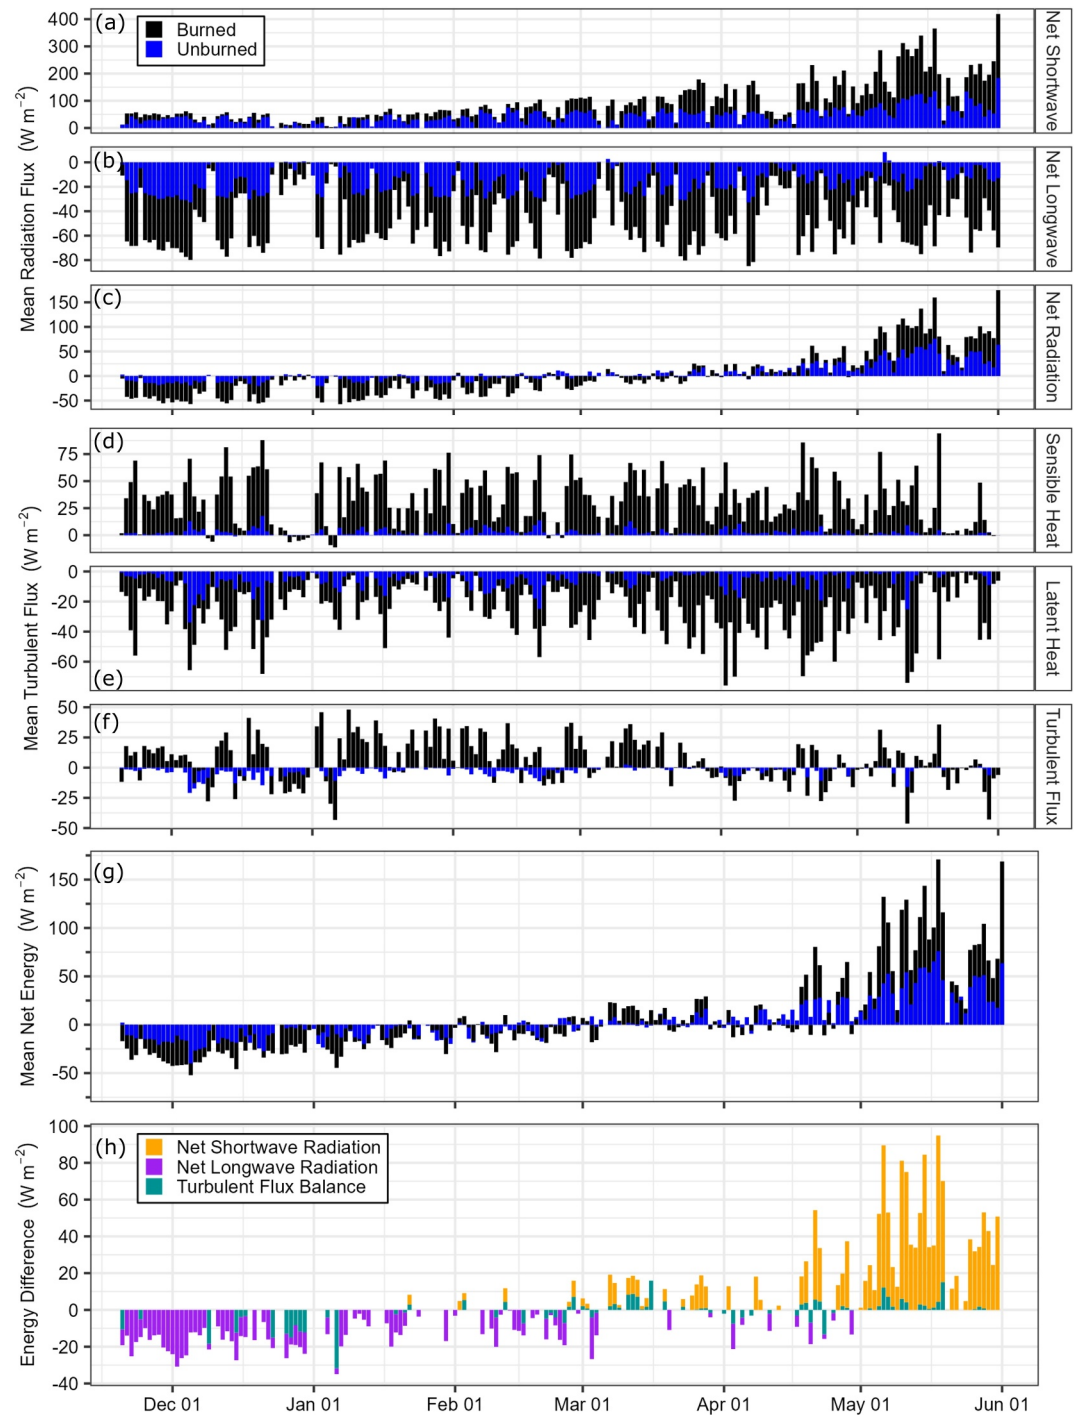 (a)
Burned
Unburned
400
300
200
100
0
Net Shortwave
(b)
0
-20
-40
-60
-80
Net Longwave
Mean Radiation Flux (W m−2)
(c)
150
100
50
0
-50
Net Radiation
(d)
75
50
25
0
Sensible Heat
(e)
0
-20
-40
-60
Latent Heat
Mean Turbulent Flux (W m−2)
(f)
50
25
0
-25
-50
Turbulent Flux
(g)
150
100
50
0
-50
Mean Net Energy (W m−2)
(h)
Net Shortwave Radiation
Net Longwave Radiation
Turbulent Flux Balance
100
80
60
40
20
0
-20
-40
Energy Difference (W m−2)
Dec 01 Jan 01 Feb 01 Mar 01 Apr 01 May 01 Jun 01